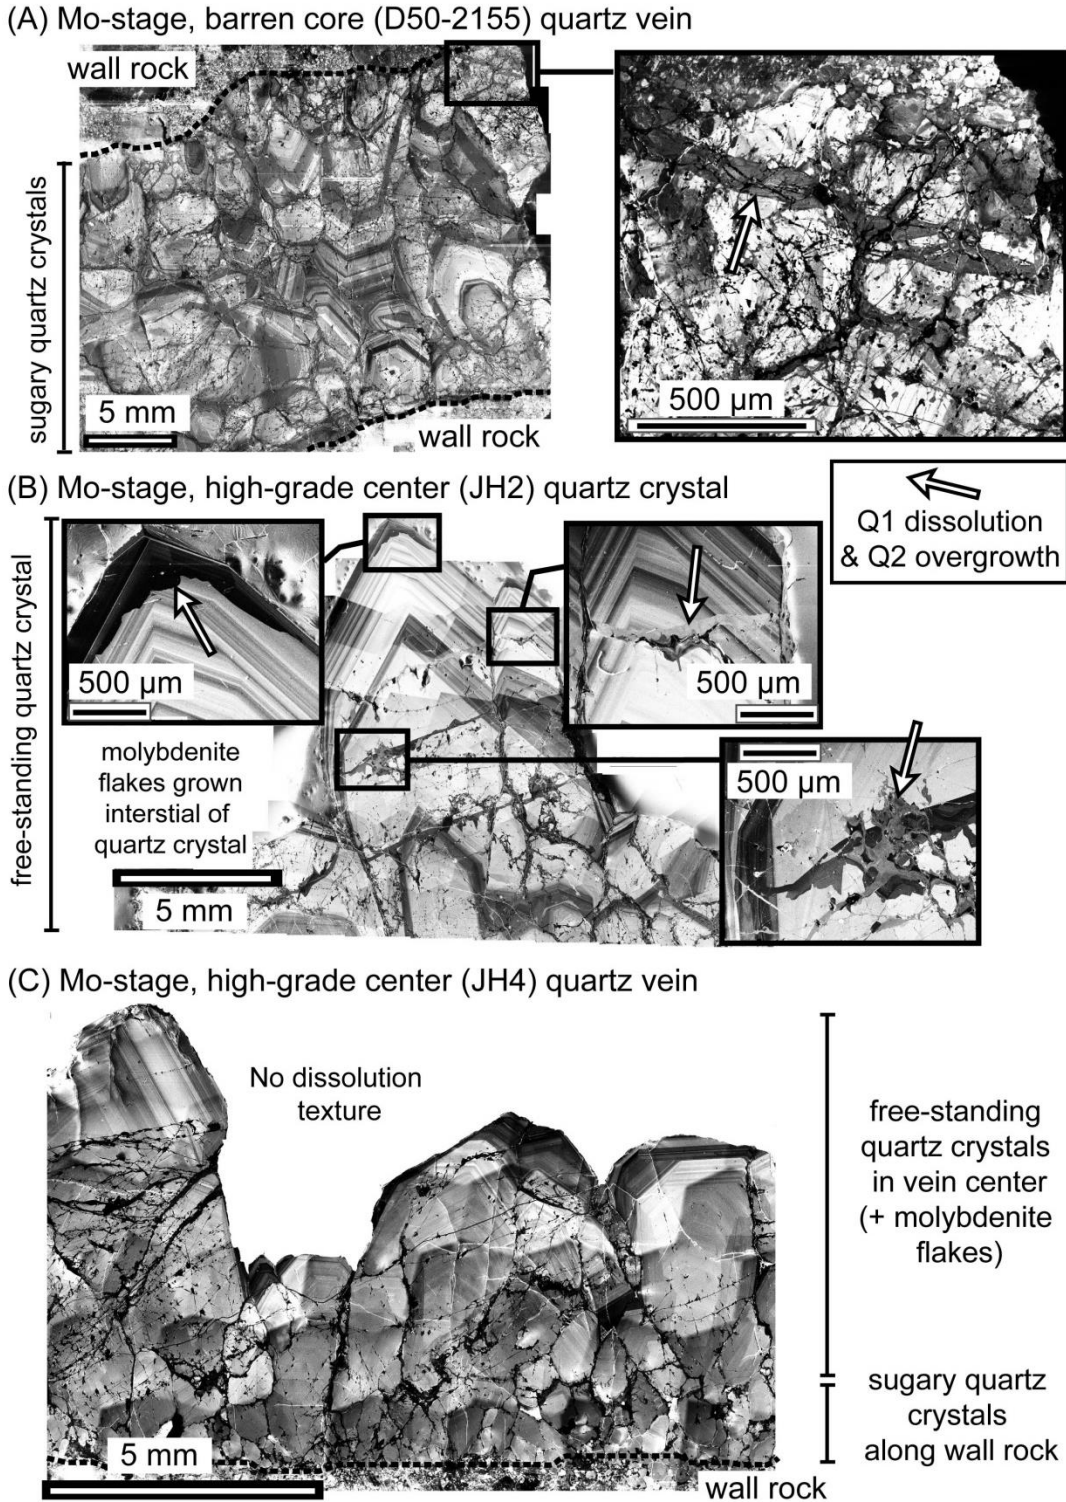 (A) Mo-stage, barren core (D50-2155) quartz vein
wall rock
sugary quartz crystals
5 mm
wall rock
500 µm
(B) Mo-stage, high-grade center (JH2) quartz crystal
Q1 dissolution
& Q2 overgrowth
free-standing quartz crystal
500 µm
500 µm
molybdenite
flakes grown
interstial of
quartz crystal
500 µm
5 mm
(C) Mo-stage, high-grade center (JH4) quartz vein
No dissolution
texture
free-standing
quartz crystals
in vein center
(+ molybdenite
flakes)
sugary quartz
crystals
along wall rock
5 mm
wall rock